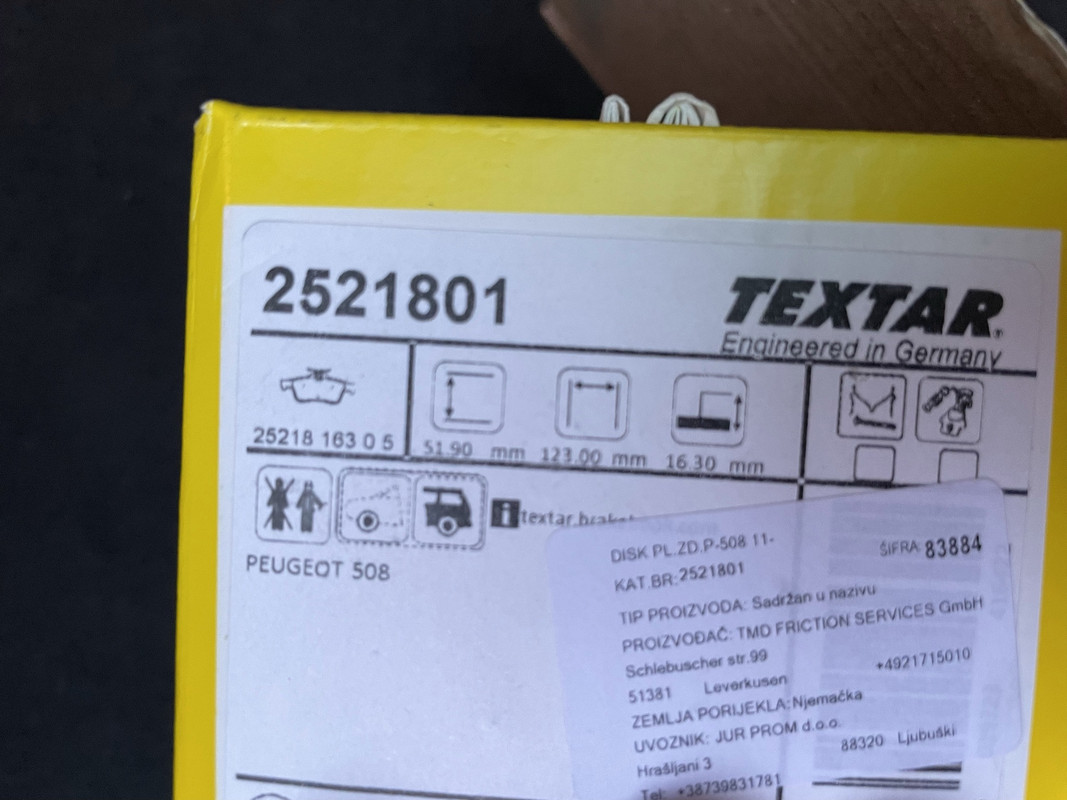 2521801
TEXTAR
Engineered in Germany
25218 163 0 5
51.90 mm 123.00 mm 16.30 mm
PEUGEOT 508
DISK PL.ZD.P-508 11-
ŠIFRA: 83884
KAT.BR:2521801
TIP PROIZVODA: Sadržan u nazivu
PROIZVOĐAČ: TMD FRICTION SERVICES GmbH
Schlebuscher str.99 +4921715010
51381 Leverkusen
ZEMLJA PORIJEKLA:Njemačka
UVOZNIK: JUR PROM d.o.o.
88320 Ljubuški
Hrašljani 3
Tel: +38739831781